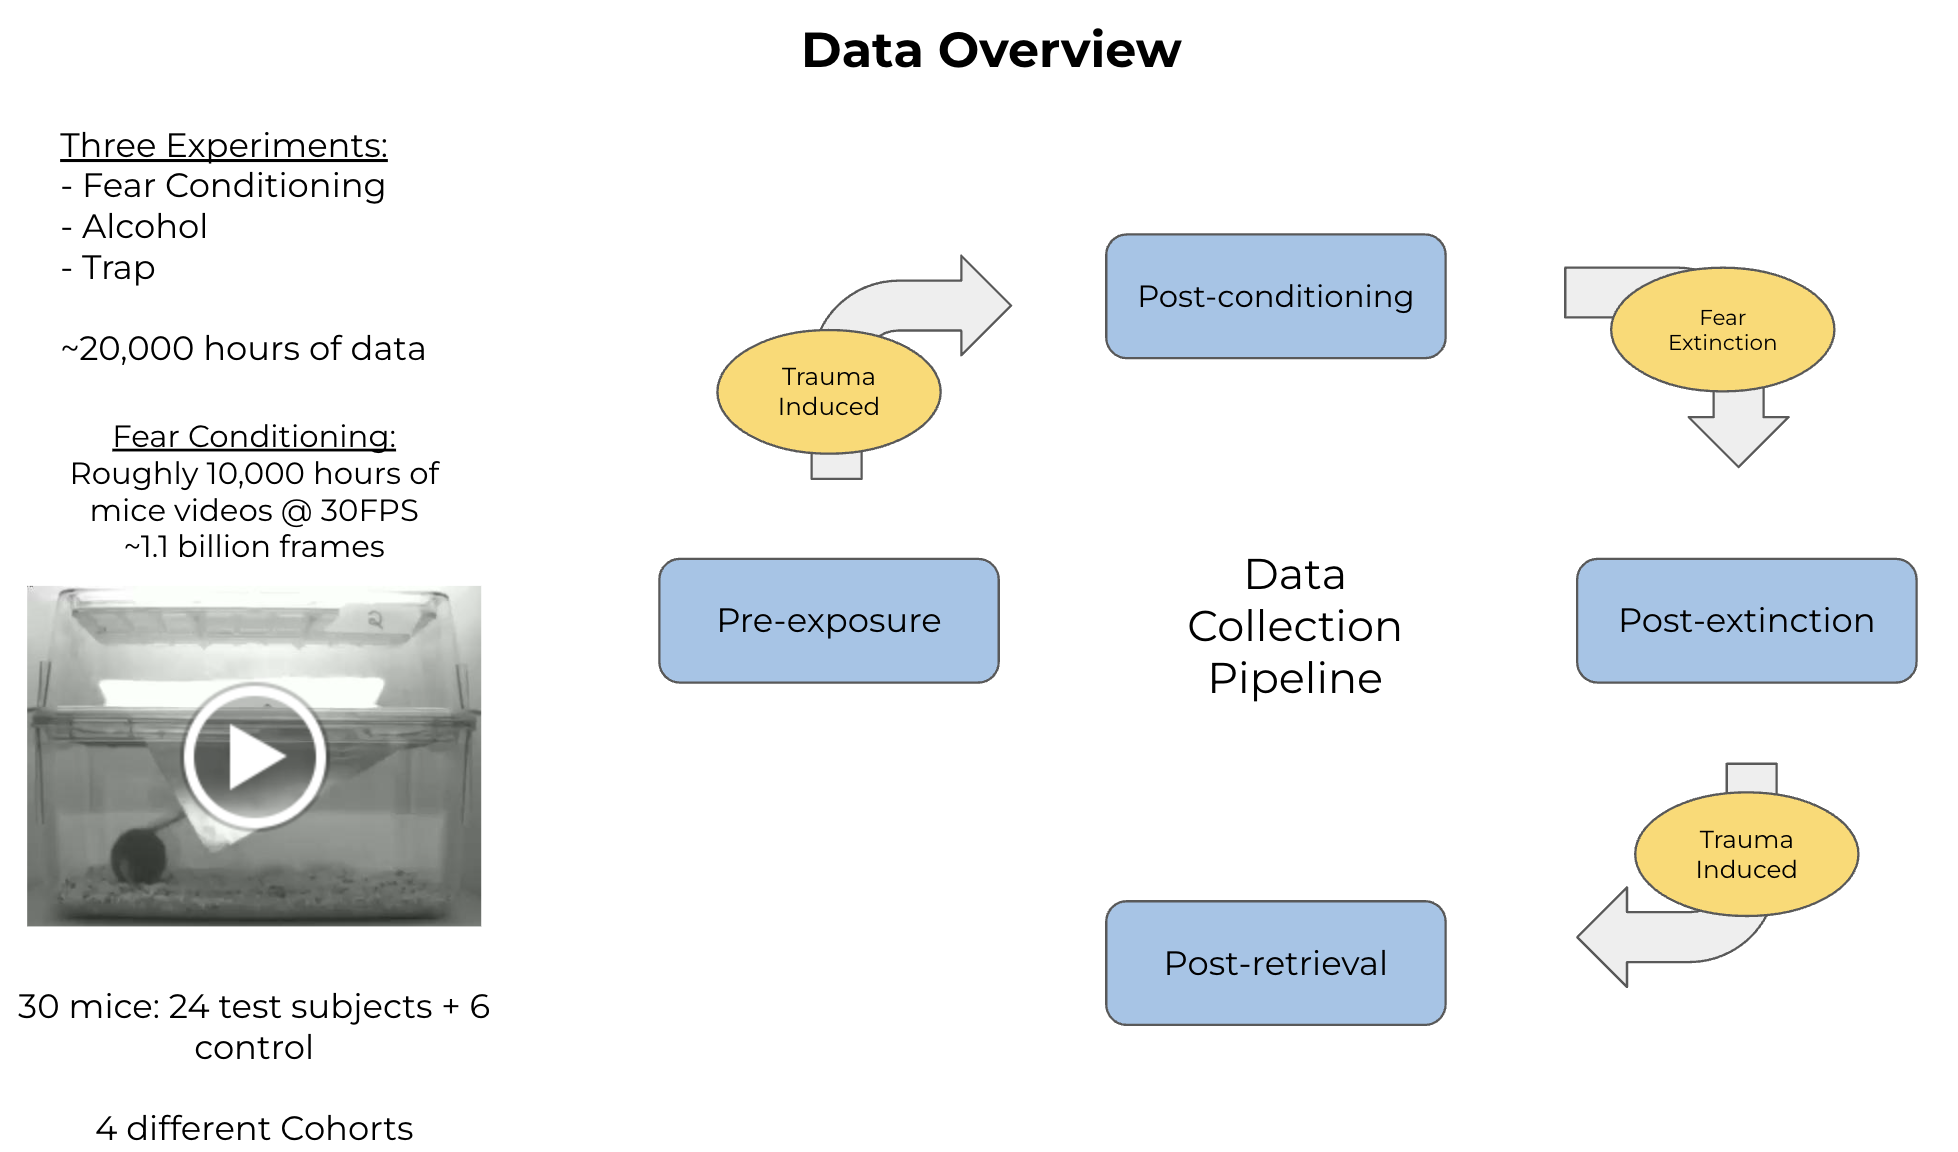 Data Overview
Three Experiments:
- Fear Conditioning
- Alcohol
- Trap
~20,000 hours of data
Fear Conditioning:
Roughly 10,000 hours of
mice videos @ 30FPS
~1.1 billion frames
30 mice: 24 test subjects + 6
control
4 different Cohorts
Pre-exposure
Trauma
Induced
Post-conditioning
Fear
Extinction
Post-extinction
Trauma
Induced
Post-retrieval
Data
Collection
Pipeline